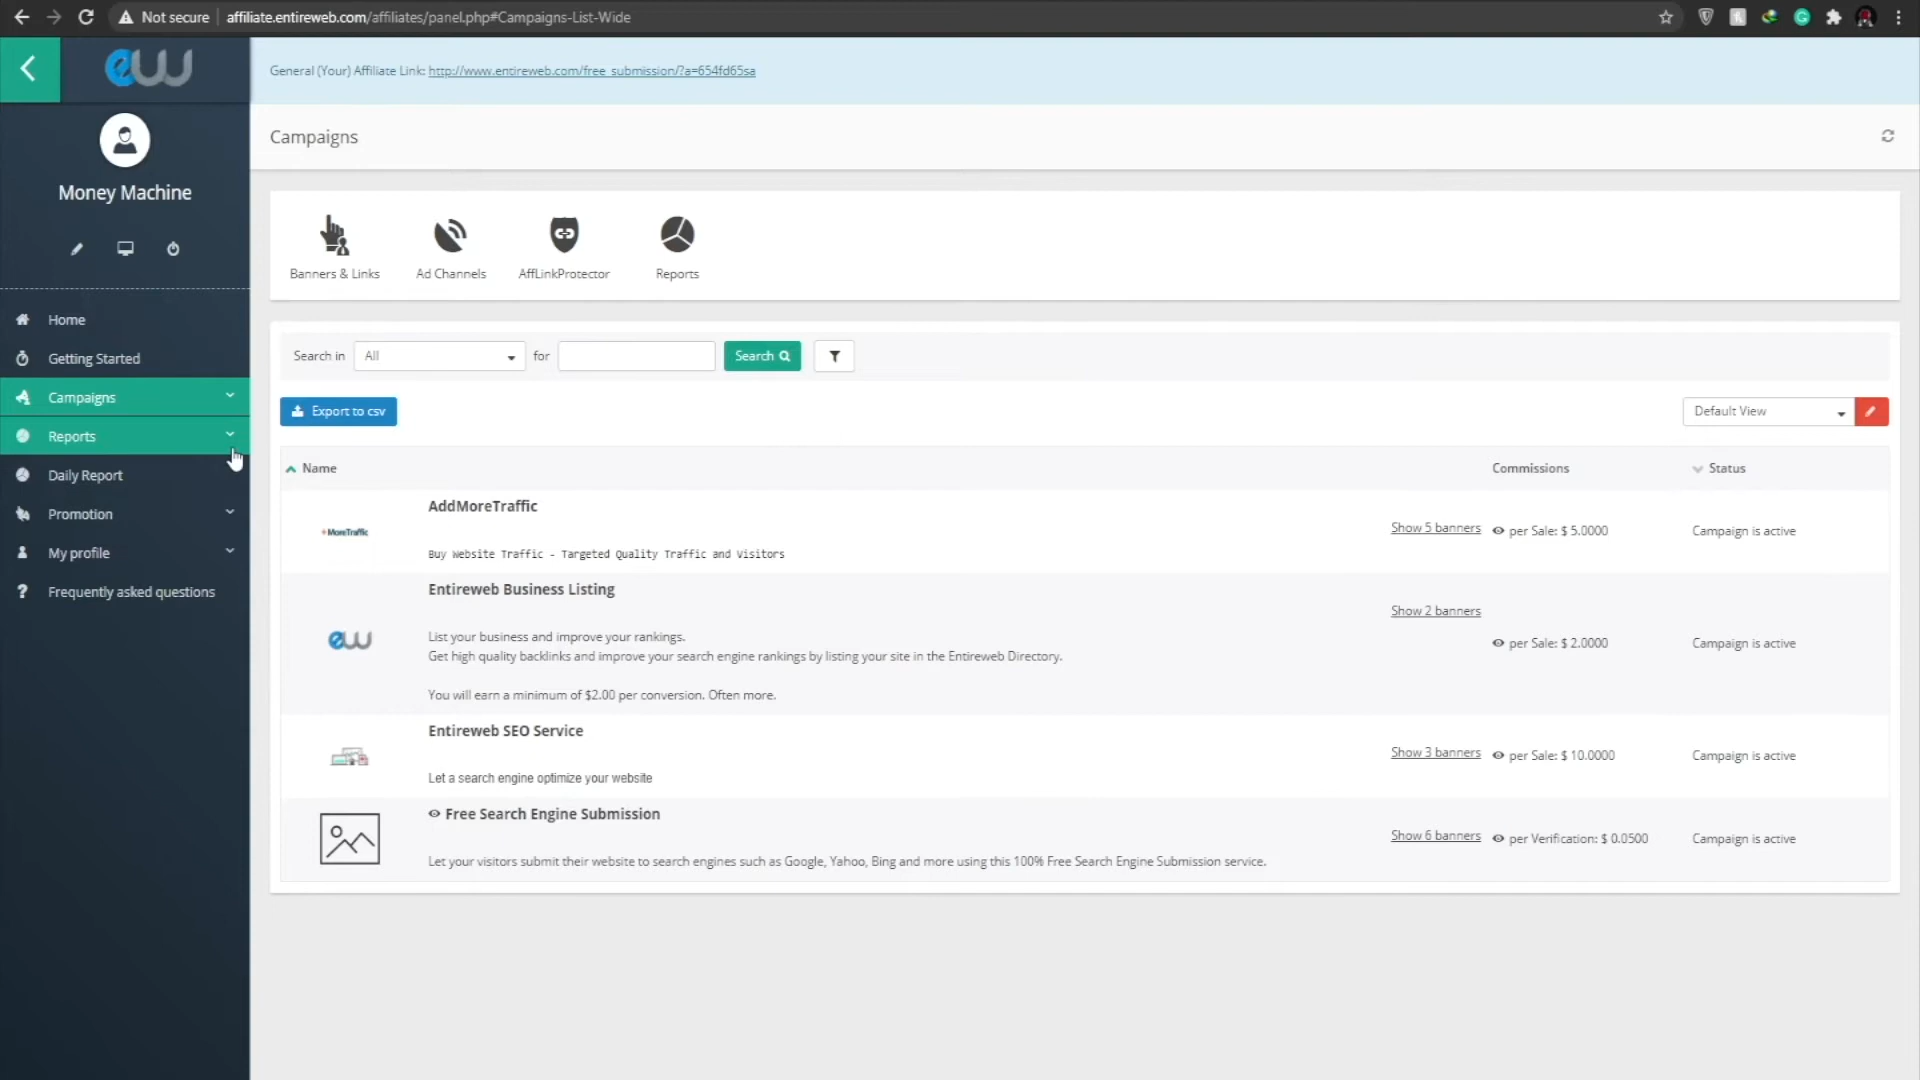 Not secure affiliate.entireweb.com/affiliates/panel.php#Campaigns-List-Wide
ew
General (Your) Affiliate Link: http://www.entireweb.com/free_submission/?a=654fd65sa
Campaigns
Money Machine
Banners & Links
Ad Channels
AffLinkProtector
Reports
Home
Getting Started
Campaigns
Reports
Daily Report
Promotion
My profile
? Frequently asked questions
Search in All for Search
Export to csv
Default View
Name Commissions Status
+MoreTraffic
AddMoreTraffic
Buy Website Traffic - Targeted Quality Traffic and Visitors
Show 5 banners per Sale: $ 5.0000 Campaign is active
ew
Entireweb Business Listing
List your business and improve your rankings.
Get high quality backlinks and improve your search engine rankings by listing your site in the Entireweb Directory.
You will earn a minimum of $2.00 per conversion. Often more.
Show 2 banners per Sale: $ 2.0000 Campaign is active
Entireweb SEO Service
Let a search engine optimize your website
Show 3 banners per Sale: $ 10.0000 Campaign is active
Free Search Engine Submission
Let your visitors submit their website to search engines such as Google, Yahoo, Bing and more using this 100% Free Search Engine Submission service.
Show 6 banners per Verification: $ 0.0500 Campaign is active